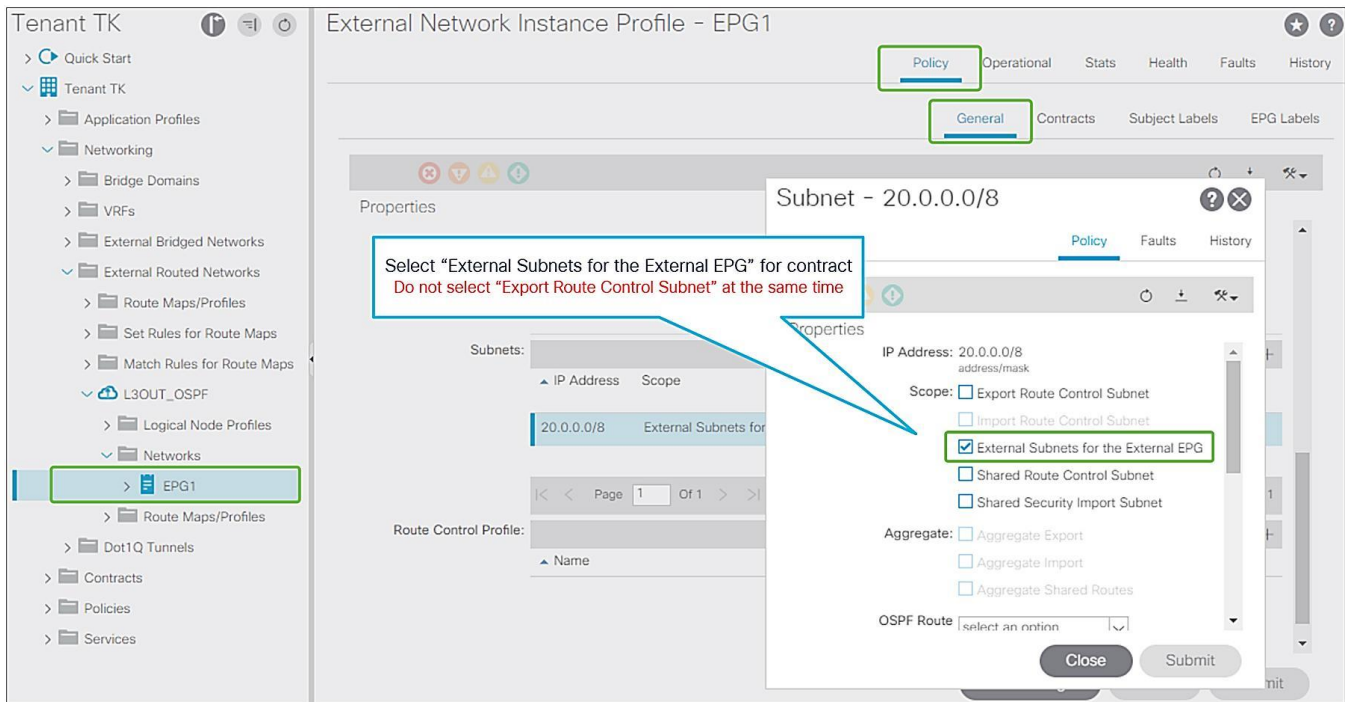 Tenant TK
External Network Instance Profile - EPG1
Policy Operational Stats Health Faults History
General Contracts Subject Labels EPG Labels
Quick Start
Tenant TK
Application Profiles
Networking
Bridge Domains
VRFs
External Bridged Networks
External Routed Networks
Route Maps/Profiles
Set Rules for Route Maps
Match Rules for Route Maps
L3OUT_OSPF
Logical Node Profiles
Networks
EPG1
Route Maps/Profiles
Dot1Q Tunnels
Contracts
Policies
Services
Properties
Select “External Subnets for the External EPG” for contract
Do not select “Export Route Control Subnet” at the same time
Subnets:
IP Address Scope
20.0.0.0/8 External Subnets for
Page 1 Of 1
1
Route Control Profile:
Name
Subnet - 20.0.0.0/8
Policy Faults History
Properties
IP Address: 20.0.0.0/8
address/mask
Scope: Export Route Control Subnet
Import Route Control Subnet
External Subnets for the External EPG
Shared Route Control Subnet
Shared Security Import Subnet
Aggregate: Aggregate Export
Aggregate Import
Aggregate Shared Routes
OSPF Route select an option
Close Submit